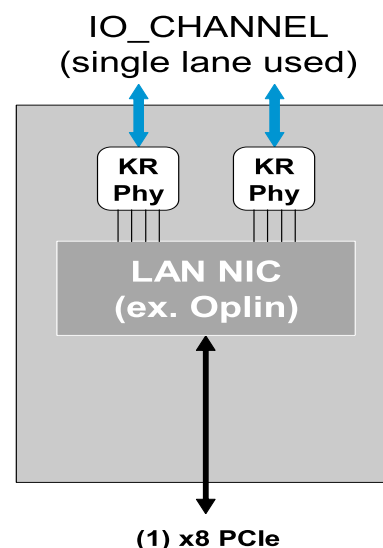 IO_CHANNEL
(single lane used)
KR KR
Phy Phy
LAN NIC
(ex. Oplin)
(1) x8 PCIe